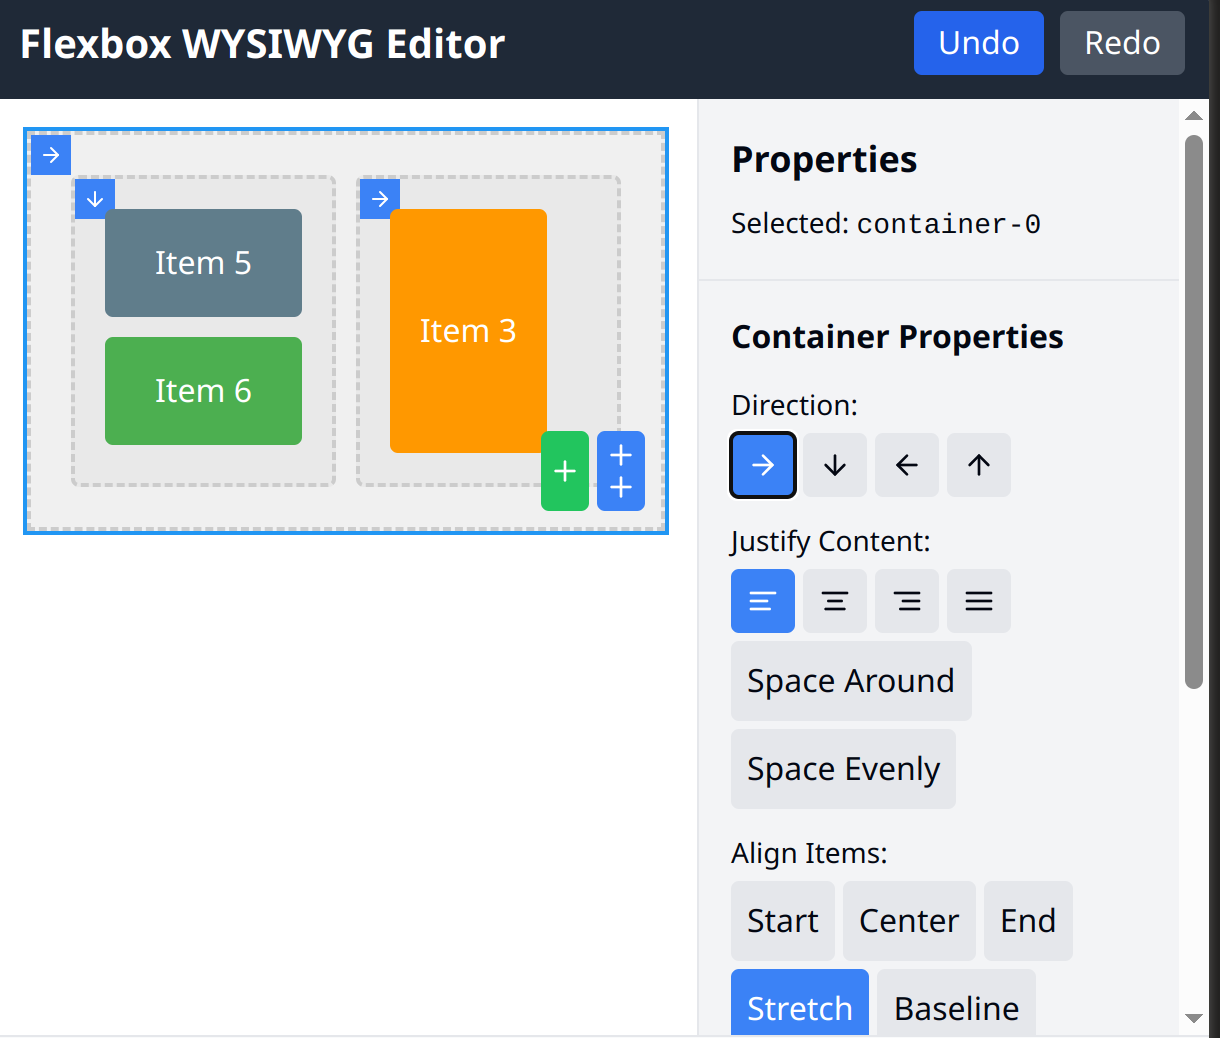 Flexbox WYSIWYG Editor
Undo
Redo
Item 5
Item 6
Item 3
Properties
Selected: container-0
Container Properties
Direction:
Justify Content:
Space Around
Space Evenly
Align Items:
Start
Center
End
Stretch
Baseline